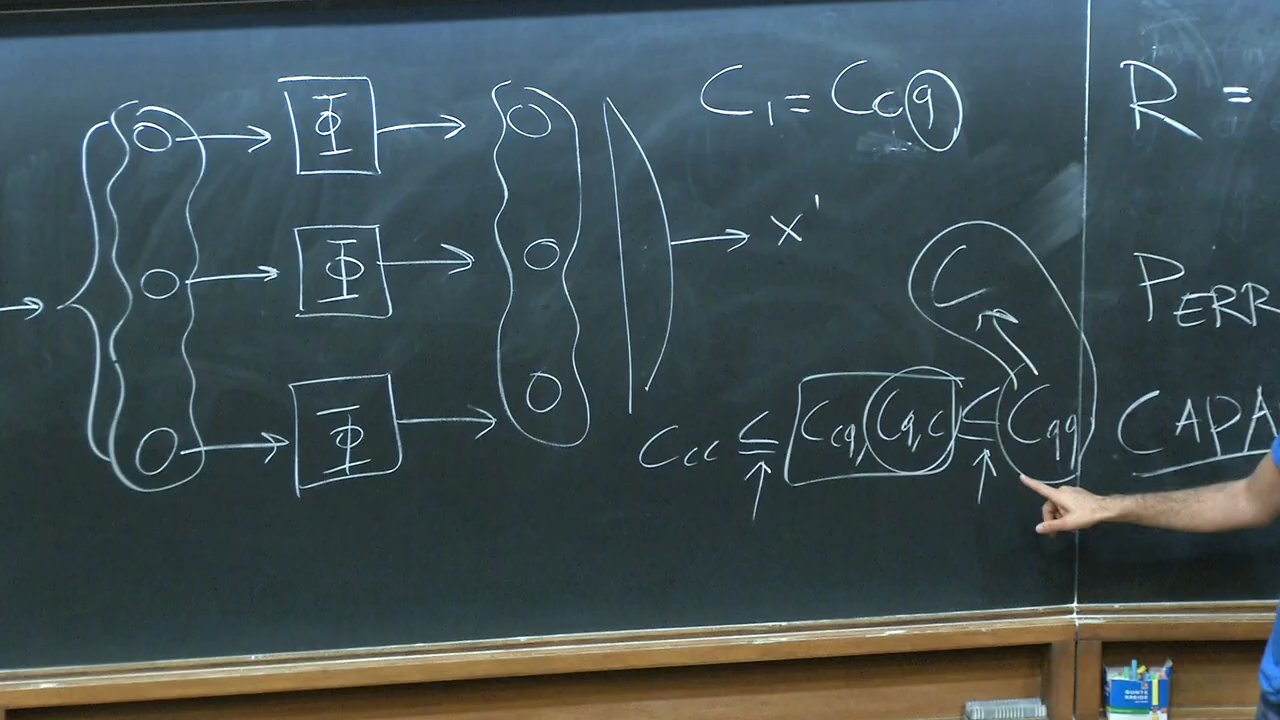 Φ
Φ
Φ
x'
C₁ = Ccq
C
Ccc ≤ Ccq, Cq,c ≤ Cqq
R =
PERR
CAPA